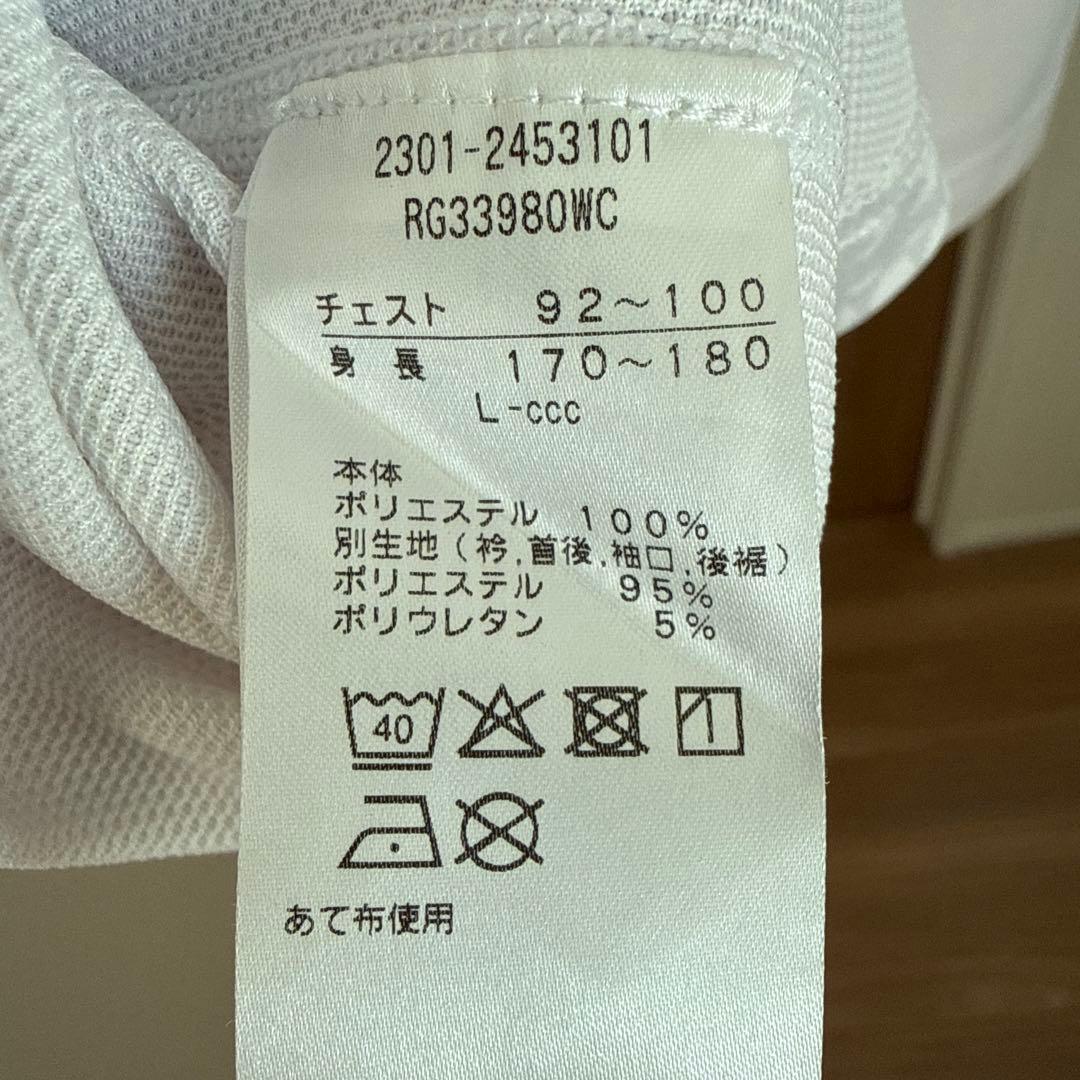 2301-2453101
RG33980WC
チェスト 92～100
身長 170～180
L-ccc
本体
ポリエステル 100%
別生地(衿,首後,袖口,後裾)
ポリエステル 95%
ポリウレタン 5%
40
あて布使用